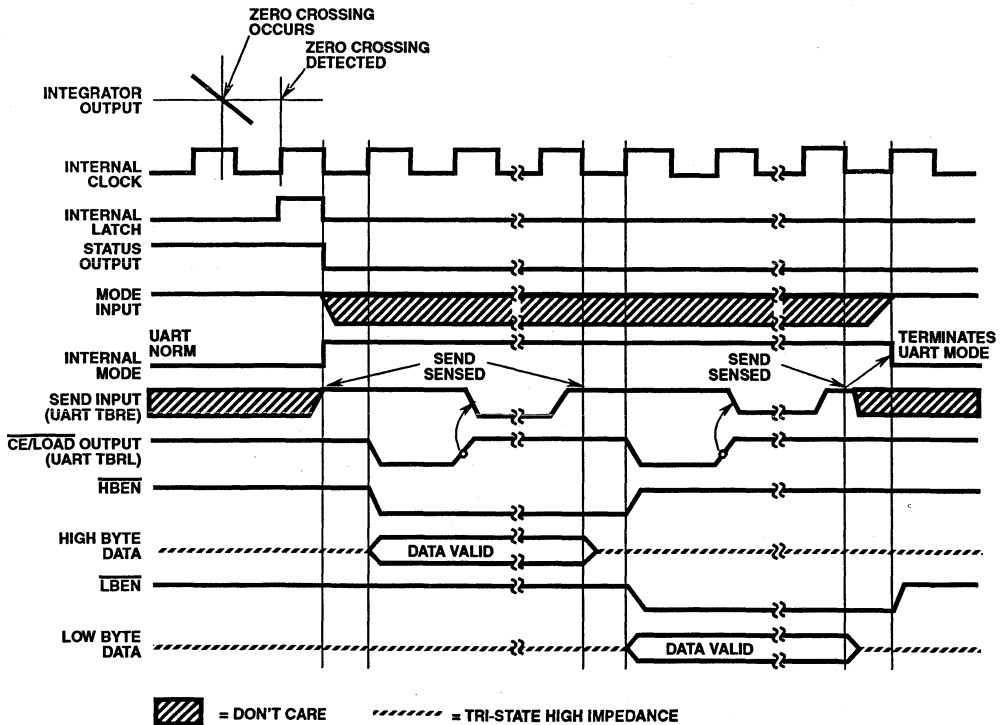 ZERO CROSSING
OCCURS
ZERO CROSSING
DETECTED
INTEGRATOR
OUTPUT
INTERNAL
CLOCK
INTERNAL
LATCH
STATUS
OUTPUT
MODE
INPUT
UART
NORM
INTERNAL
MODE
SEND
SENSED
SEND
SENSED
TERMINATES
UART MODE
SEND INPUT
(UART TBRE)
CE/LOAD OUTPUT
(UART TBRL)
HBEN
HIGH BYTE
DATA
DATA VALID
LBEN
LOW BYTE
DATA
DATA VALID
= DON'T CARE
= TRI-STATE HIGH IMPEDANCE